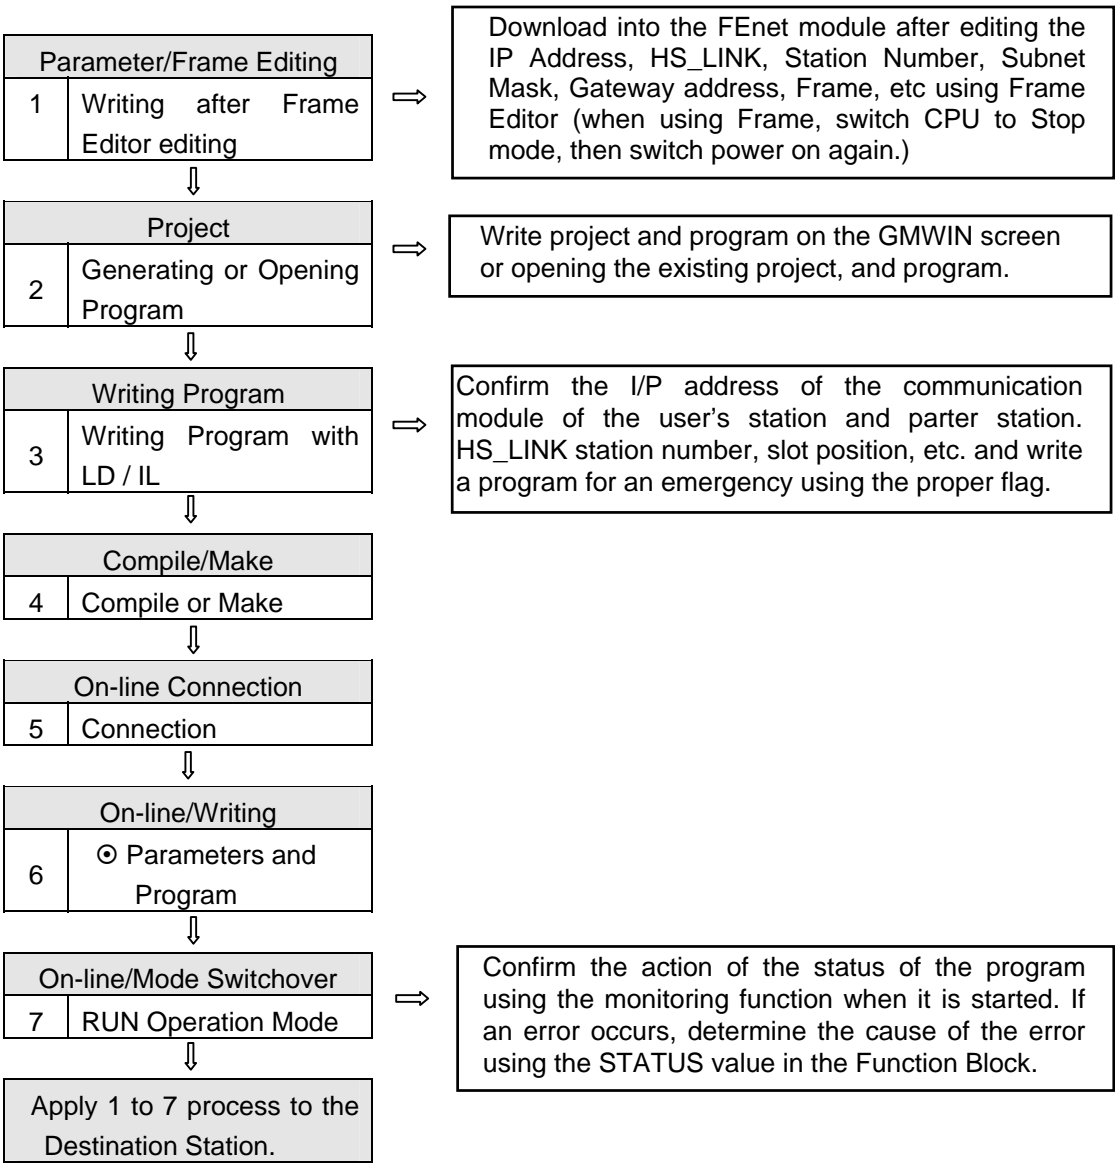 Parameter/Frame Editing
1 Writing after Frame
Editor editing
Download into the FEnet module after editing the
IP Address, HS_LINK, Station Number, Subnet
Mask, Gateway address, Frame, etc using Frame
Editor (when using Frame, switch CPU to Stop
mode, then switch power on again.)
Project
2 Generating or Opening
Program
Write project and program on the GMWIN screen
or opening the existing project, and program.
Writing Program
3 Writing Program with
LD / IL
Confirm the I/P address of the communication
module of the user’s station and parter station.
HS_LINK station number, slot position, etc. and write
a program for an emergency using the proper flag.
Compile/Make
4 Compile or Make
On-line Connection
5 Connection
On-line/Writing
6 ⊙ Parameters and
Program
On-line/Mode Switchover
7 RUN Operation Mode
Confirm the action of the status of the program
using the monitoring function when it is started. If
an error occurs, determine the cause of the error
using the STATUS value in the Function Block.
Apply 1 to 7 process to the
Destination Station.